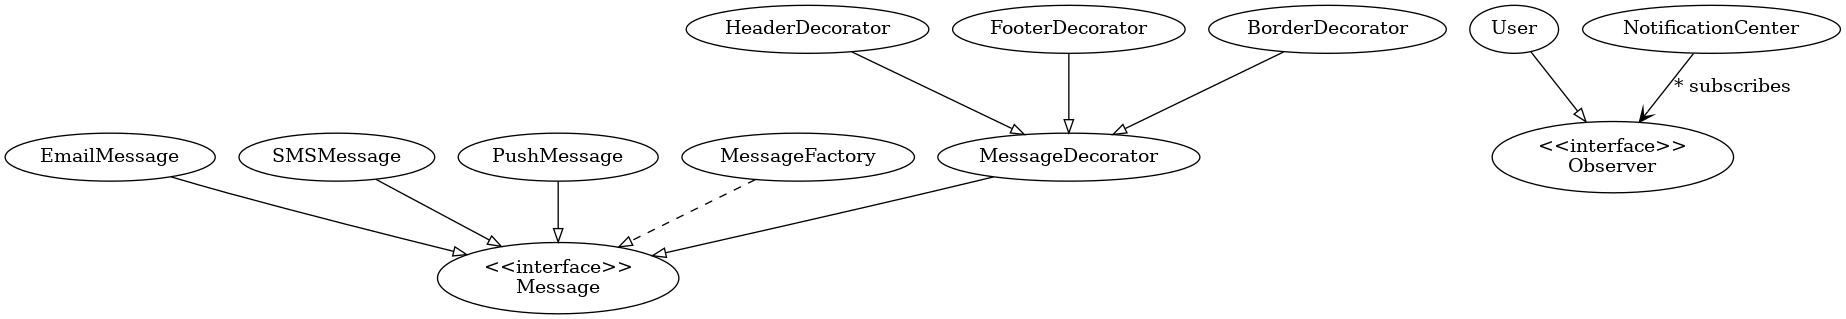 HeaderDecorator
FooterDecorator
BorderDecorator
User
NotificationCenter
* subscribes
EmailMessage
SMSMessage
PushMessage
MessageFactory
MessageDecorator
<<interface>>
Observer
<<interface>>
Message